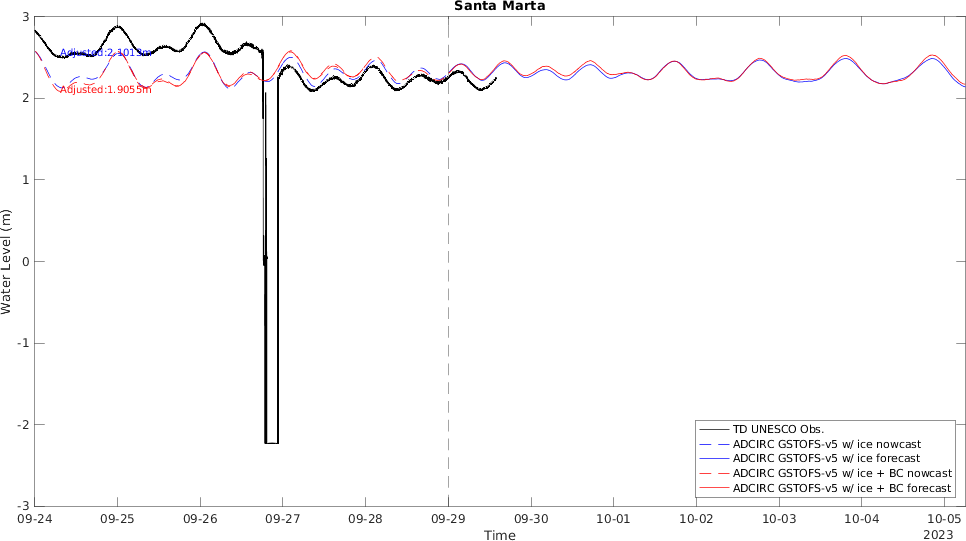 Santa Marta
3
2
1
0
-1
-2
-3
Water Level (m)
Adjusted:2.1019m
Adjusted:1.9055m
TD UNESCO Obs.
ADCIRC GSTOFS-v5 w/ ice nowcast
ADCIRC GSTOFS-v5 w/ ice forecast
ADCIRC GSTOFS-v5 w/ ice + BC nowcast
ADCIRC GSTOFS-v5 w/ ice + BC forecast
09-24 09-25 09-26 09-27 09-28 09-29 09-30 10-01 10-02 10-03 10-04 10-05
Time
2023